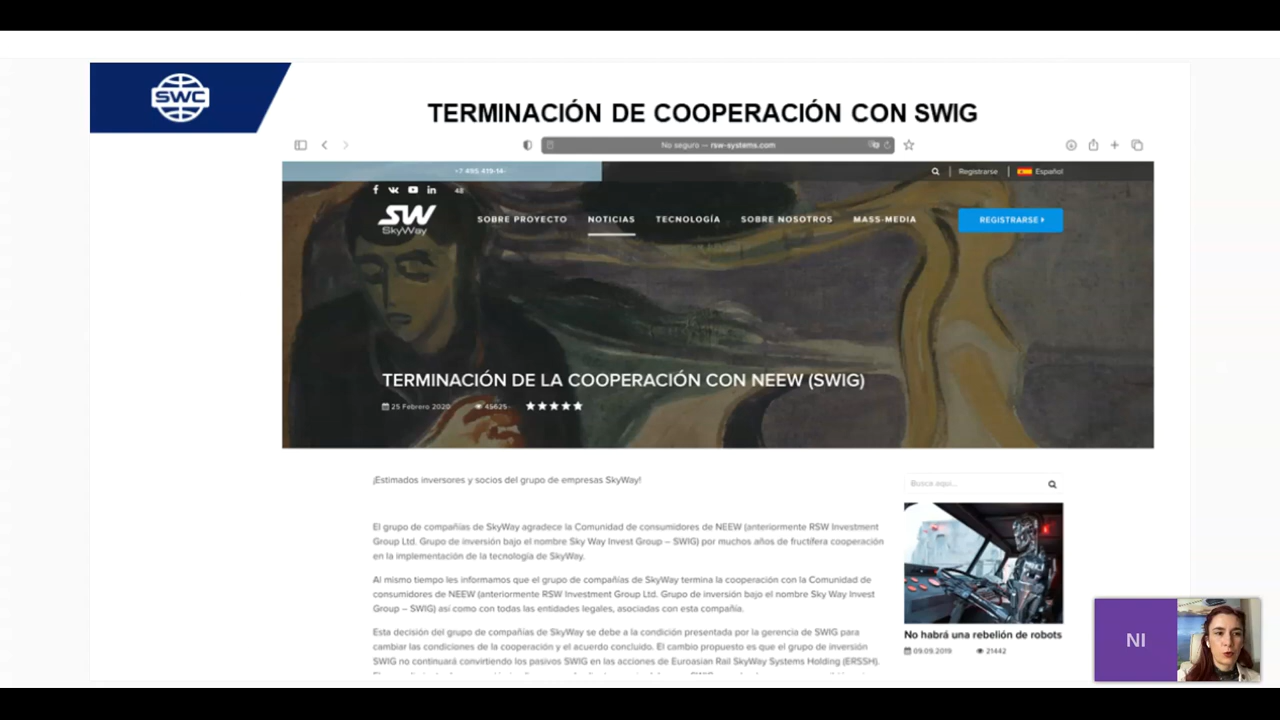 SWC
TERMINACIÓN DE COOPERACIÓN CON SWIG
No seguro — rsw-systems.com
+7 495 419-14-
48
Registrarse
Español
SW
SkyWay
SOBRE PROYECTO
NOTICIAS
TECNOLOGÍA
SOBRE NOSOTROS
MASS-MEDIA
REGISTRARSE
TERMINACIÓN DE LA COOPERACIÓN CON NEEW (SWIG)
25 Febrero 2020
45625
¡Estimados inversores y socios del grupo de empresas SkyWay!
Busca aquí...
El grupo de compañías de SkyWay agradece la Comunidad de consumidores de NEEW (anteriormente RSW Investment
Group Ltd. Grupo de inversión bajo el nombre Sky Way Invest Group – SWIG) por muchos años de fructífera cooperación
en la implementación de la tecnología de SkyWay.
Al mismo tiempo les informamos que el grupo de compañías de SkyWay termina la cooperación con la Comunidad de
consumidores de NEEW (anteriormente RSW Investment Group Ltd. Grupo de inversión bajo el nombre Sky Way Invest
Group – SWIG) así como con todas las entidades legales, asociadas con esta compañía.
Esta decisión del grupo de compañías de SkyWay se debe a la condición presentada por la gerencia de SWIG para
cambiar las condiciones de la cooperación y el acuerdo concluido. El cambio propuesto es que el grupo de inversión
SWIG no continuará convirtiendo los pasivos SWIG en las acciones de Euroasian Rail SkyWay Systems Holding (ERSSH).
No habrá una rebelión de robots
09.09.2019
21442
NI